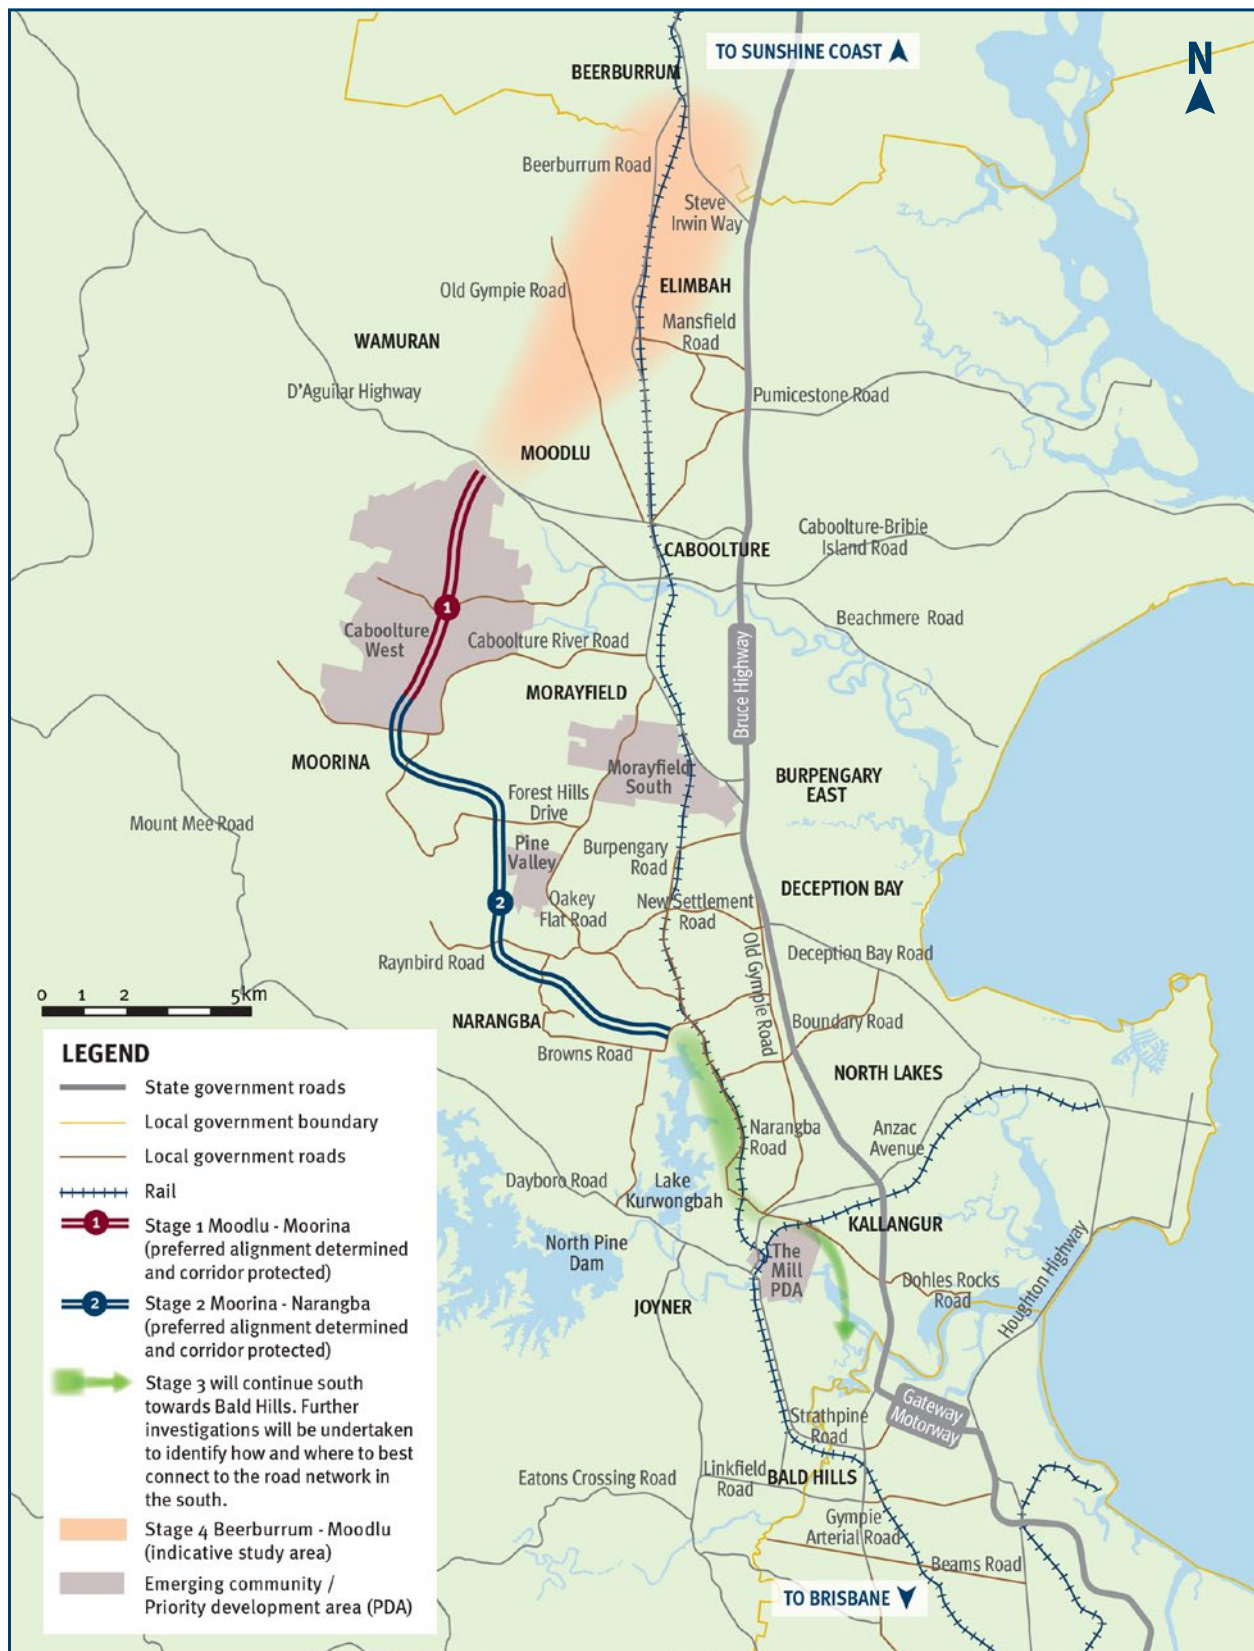 TO SUNSHINE COAST
N
BEERBURRUM
Beerburrum Road
Steve
Irwin Way
Old Gympie Road
ELIMBAH
Mansfield
Road
WAMURAN
D'Aguilar Highway
Pumicestone Road
MOODLU
Caboolture-Bribie
Island Road
CABOOLTURE
1
Caboolture
West
Caboolture River Road
Beachmere Road
MORAYFIELD
Bruce Highway
MOORINA
Morayfield
South
BURPENGARY
EAST
Forest Hills
Drive
Mount Mee Road
Pine
Valley
Burpengary
Road
DECEPTION BAY
2
Oakey
Flat Road
New Settlement
Road
Old Gympie Road
Deception Bay Road
Raynbird Road
0 1 2 5km
NARANGBA
Boundary Road
Browns Road
NORTH LAKES
Narangba
Road
Anzac
Avenue
Dayboro Road
Lake
Kurwongbah
KALLANGUR
North Pine
Dam
The
Mill
PDA
Dohles Rocks
Road
Houghton Highway
JOYNER
Gateway
Motorway
Strathpine
Road
Linkfield
Road
BALD HILLS
Eatons Crossing Road
Gympie
Arterial Road
Beams Road
TO BRISBANE
LEGEND
State government roads
Local government boundary
Local government roads
Rail
1
Stage 1 Moodlu - Moorina
(preferred alignment determined
and corridor protected)
2
Stage 2 Moorina - Narangba
(preferred alignment determined
and corridor protected)
Stage 3 will continue south
towards Bald Hills. Further
investigations will be undertaken
to identify how and where to best
connect to the road network in
the south.
Stage 4 Beerburrum - Moodlu
(indicative study area)
Emerging community /
Priority development area (PDA)